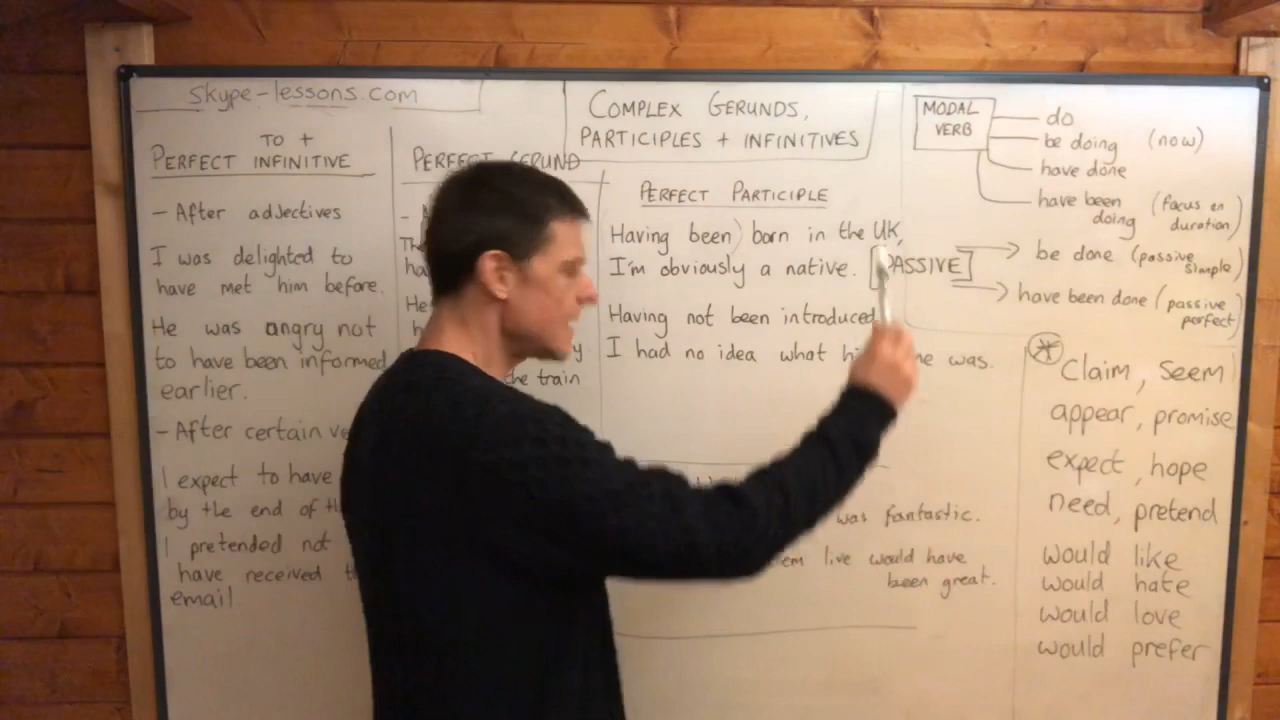 skype-lessons.com
COMPLEX GERUNDS,
PARTICIPLES + INFINITIVES
TO +
PERFECT INFINITIVE
- After adjectives
I was delighted to
have met him before.
He was angry not
to have been informed
earlier.
- After certain
I expect to have
by the end of
I pretended not
have received
email
PERFECT GERUND
-
He
the train
PERFECT PARTICIPLE
Having been) born in the UK,
I'm obviously a native.
Having not been introduced
I had no idea what was.
was fantastic.
live would have
been great.
MODAL
VERB
do
be doing (now)
have done
have been
doing (focus on
duration)
PASSIVE
be done (passive
simple)
have been done (passive
perfect)
* Claim, Seem
appear, promise
expect, hope
need, pretend
would like
would hate
would love
would prefer